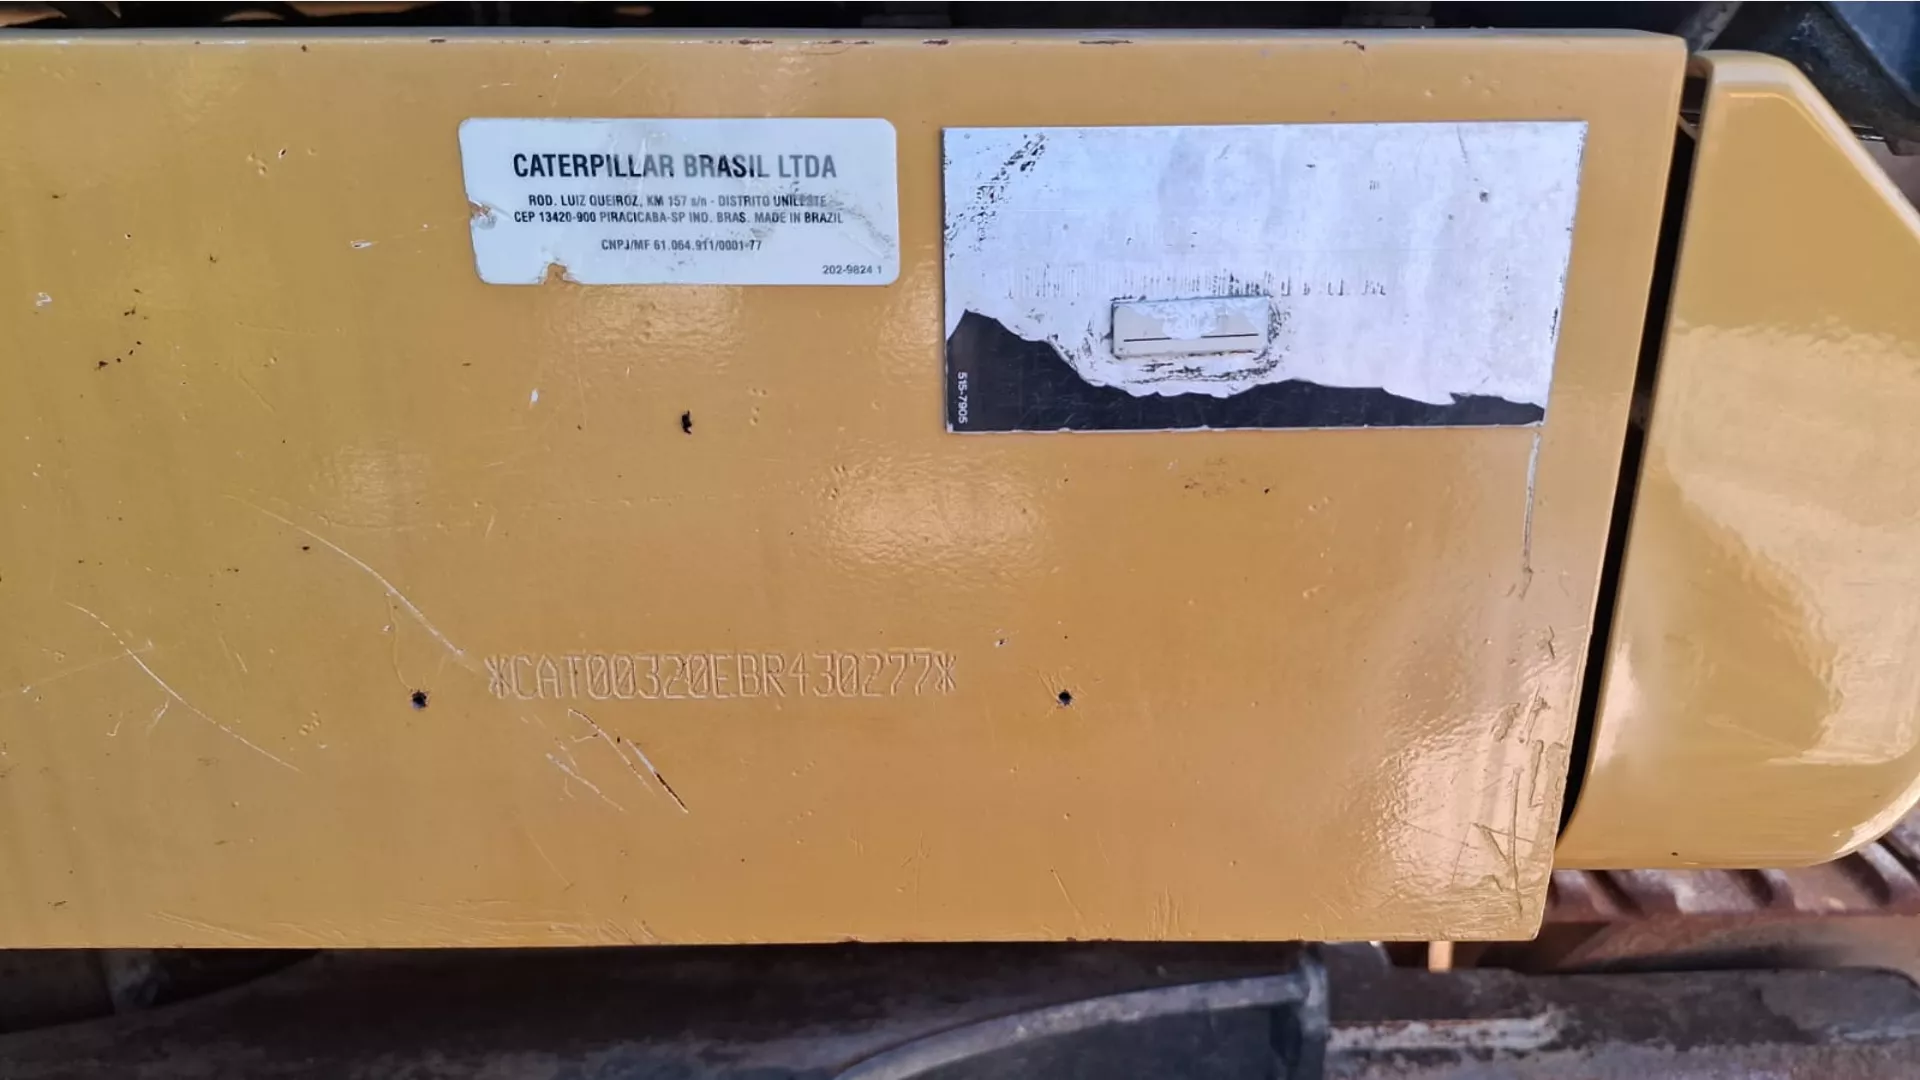 CATERPILLAR BRASIL LTDA
ROD. LUIZ QUEIROZ, KM 157 s/n - DISTRITO UNILESTE
CEP 13420-900 PIRACICABA-SP IND. BRAS. MADE IN BRAZIL
CNPJ/MF 61.064.911/0001-77
202-9824 1
515-7905
*CAT00320EBR430277*